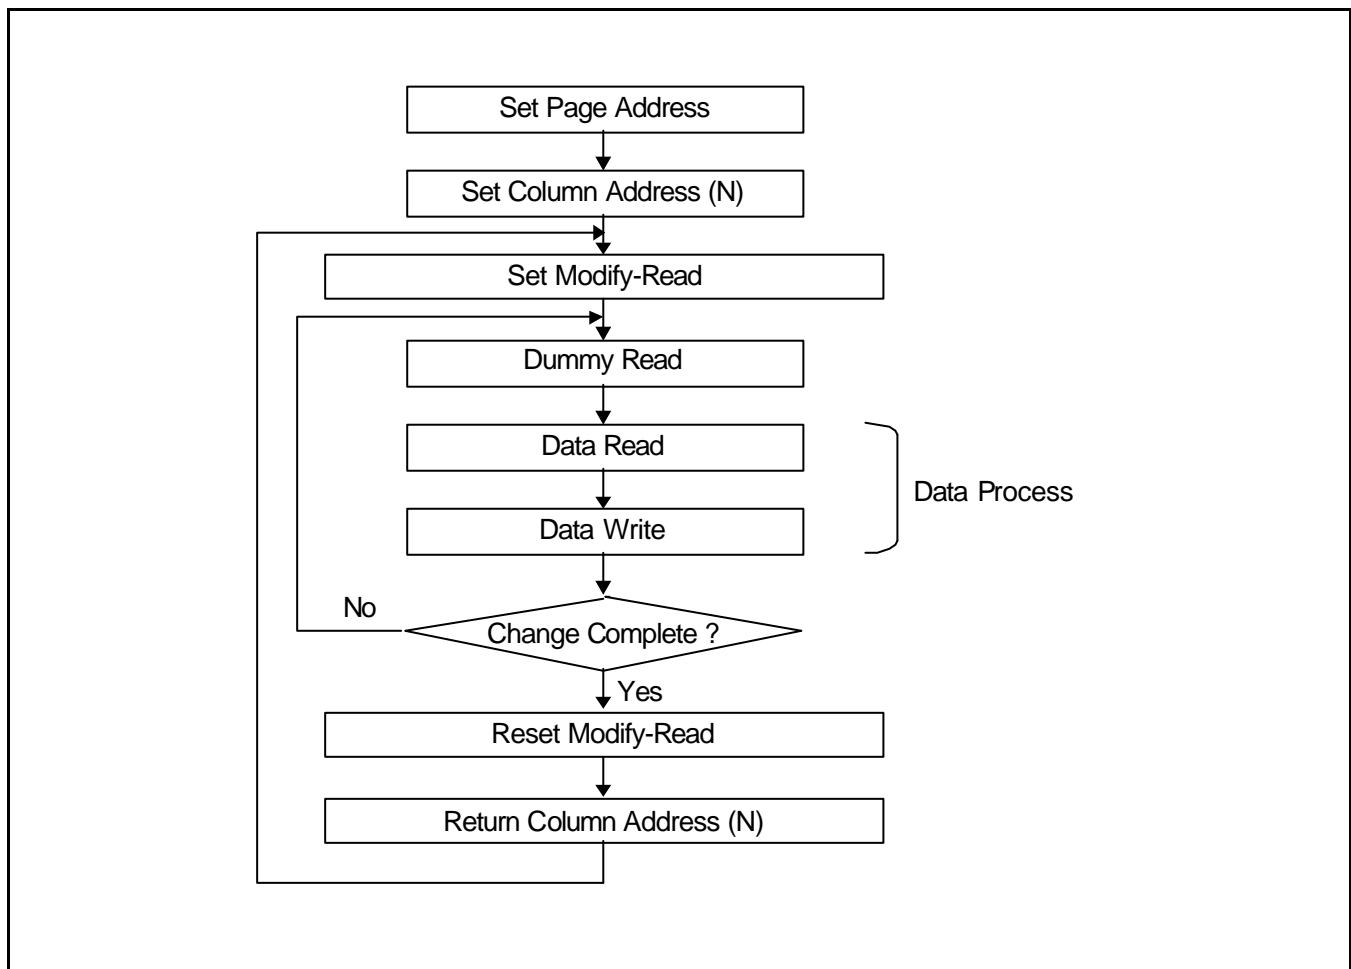 Set Page Address
Set Column Address (N)
Set Modify-Read
Dummy Read
Data Read
Data Process
Data Write
No
Change Complete ?
Yes
Reset Modify-Read
Return Column Address (N)